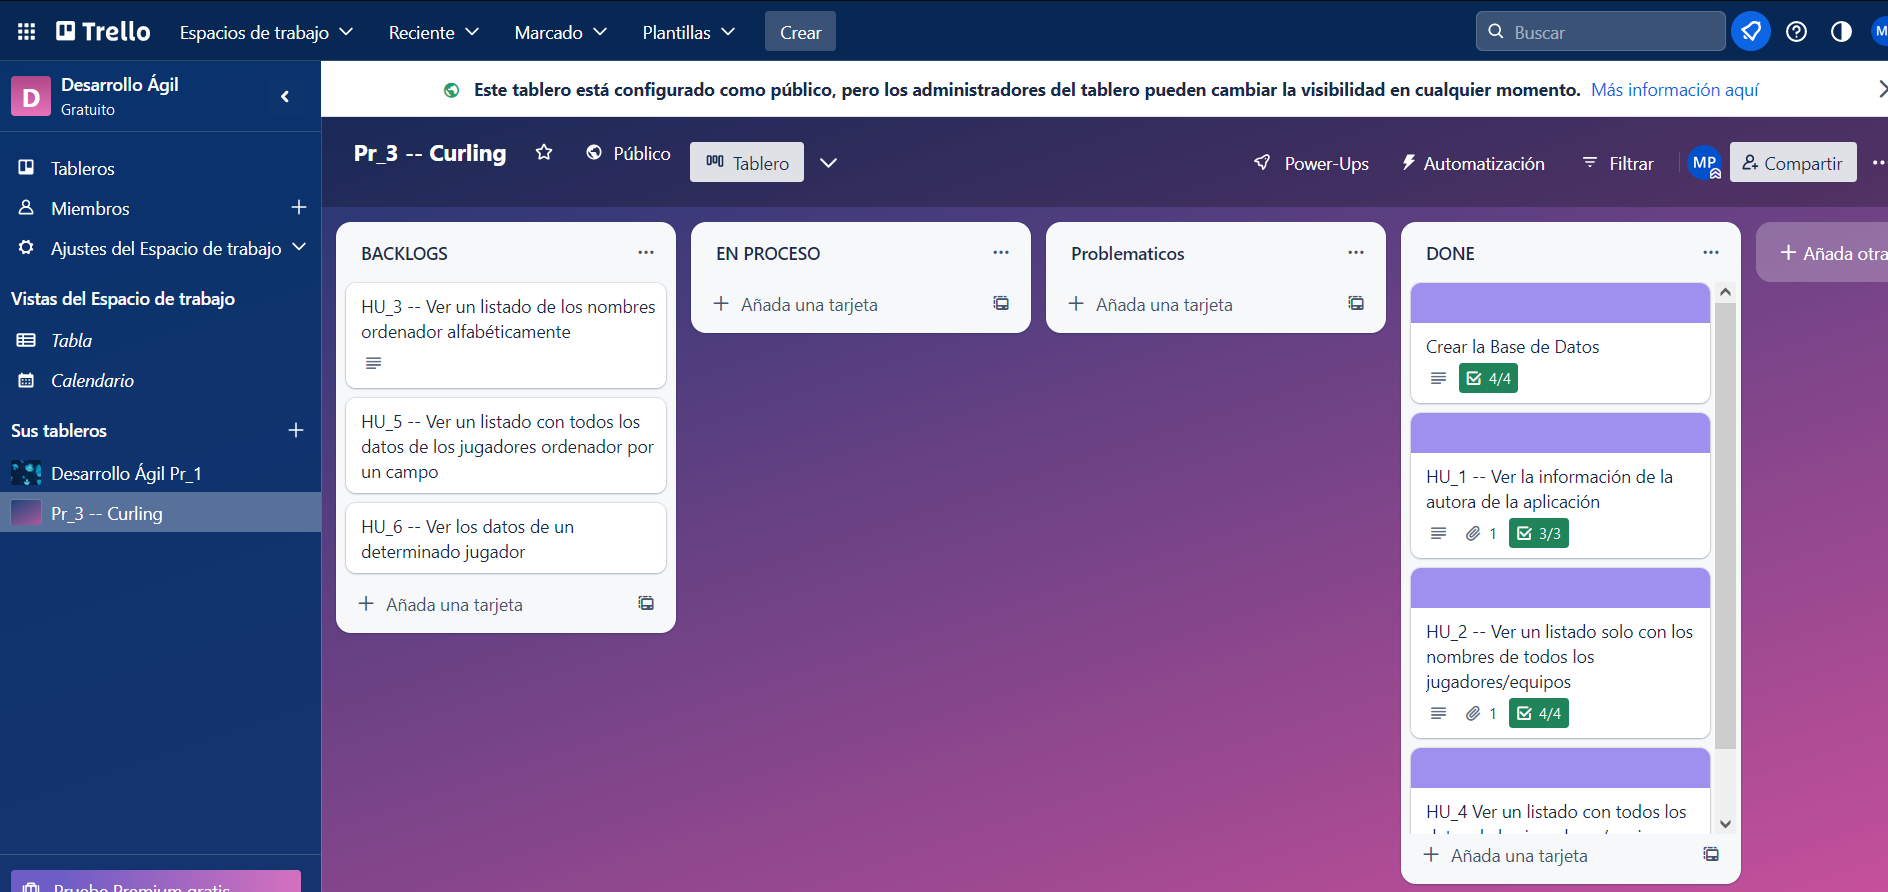 Trello
Espacios de trabajo
Reciente
Marcado
Plantillas
Crear
Buscar
D
Desarrollo Ágil
Gratuito
Tableros
Miembros
Ajustes del Espacio de trabajo
Vistas del Espacio de trabajo
Tabla
Calendario
Sus tableros
Desarrollo Ágil Pr_1
Pr_3 -- Curling
Pruebe Premium gratis
Este tablero está configurado como público, pero los administradores del tablero pueden cambiar la visibilidad en cualquier momento. Más información aquí
Pr_3 -- Curling
Público
Tablero
Power-Ups
Automatización
Filtrar
MP
Compartir
BACKLOGS
HU_3 -- Ver un listado de los nombres
ordenador alfabéticamente
HU_5 -- Ver un listado con todos los
datos de los jugadores ordenador por
un campo
HU_6 -- Ver los datos de un
determinado jugador
Añada una tarjeta
EN PROCESO
Añada una tarjeta
Problematicos
Añada una tarjeta
DONE
Crear la Base de Datos
4/4
HU_1 -- Ver la información de la
autora de la aplicación
1
3/3
HU_2 -- Ver un listado solo con los
nombres de todos los
jugadores/equipos
1
4/4
HU_4 Ver un listado con todos los
Añada una tarjeta
Añada otra